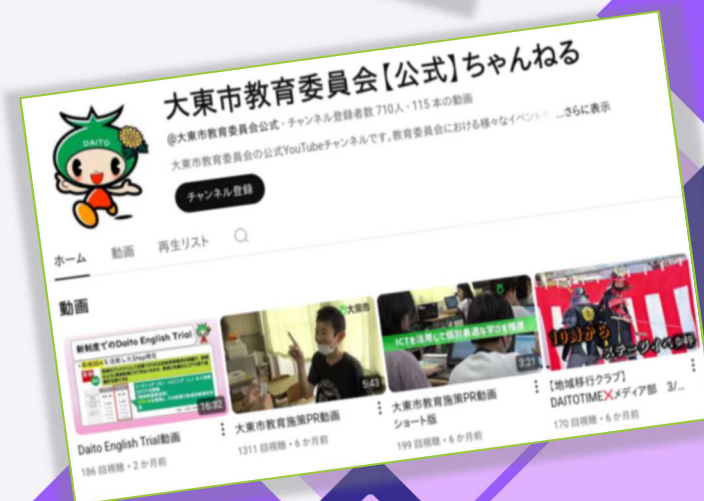 DAITO
大東市教育委員会【公式】ちゃんねる
@大東市教育委員会公式・チャンネル登録者数 710人・115 本の動画
大東市教育委員会の公式YouTubeチャンネルです。教育委員会における様々なイベント ...さらに表示
チャンネル登録
ホーム 動画 再生リスト
動画
新制度でのDaito English Trial
16:32
Daito English Trial動画
186 回視聴・2 か月前
大東市
5:43
大東市教育施策PR動画
1311 回視聴・6 か月前
ICTを活用して個別最適な学びを推進
3:21
大東市教育施策PR動画
ショート版
199 回視聴・6 か月前
10月から
ステージイベ
0:49
【地域移行クラブ】
DAITOTIME❌メディア部 3/...
170 回視聴・6 か月前